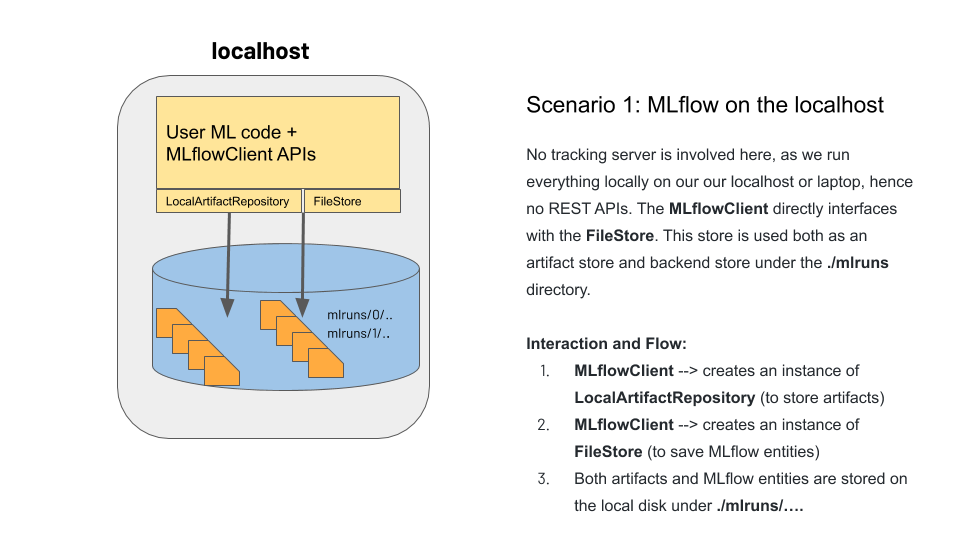 localhost
User ML code +
MLflowClient APIs
LocalArtifactRepository
FileStore
mlruns/0/..
mlruns/1/..
Scenario 1: MLflow on the localhost
No tracking server is involved here, as we run
everything locally on our our localhost or laptop, hence
no REST APIs. The MLflowClient directly interfaces
with the FileStore. This store is used both as an
artifact store and backend store under the ./mlruns
directory.
Interaction and Flow:
1. MLflowClient --> creates an instance of
LocalArtifactRepository (to store artifacts)
2. MLflowClient --> creates an instance of
FileStore (to save MLflow entities)
3. Both artifacts and MLflow entities are stored on
the local disk under ./mlruns/….